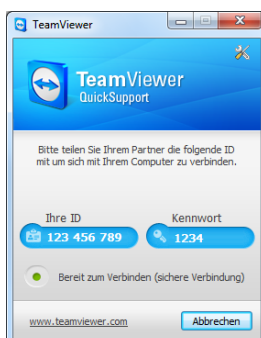 TeamViewer
TeamViewer
QuickSupport
Bitte teilen Sie Ihrem Partner die folgende ID
mit um sich mit Ihrem Computer zu verbinden.
Ihre ID
Kennwort
123 456 789
1234
Bereit zum Verbinden (sichere Verbindung)
www.teamviewer.com
Abbrechen